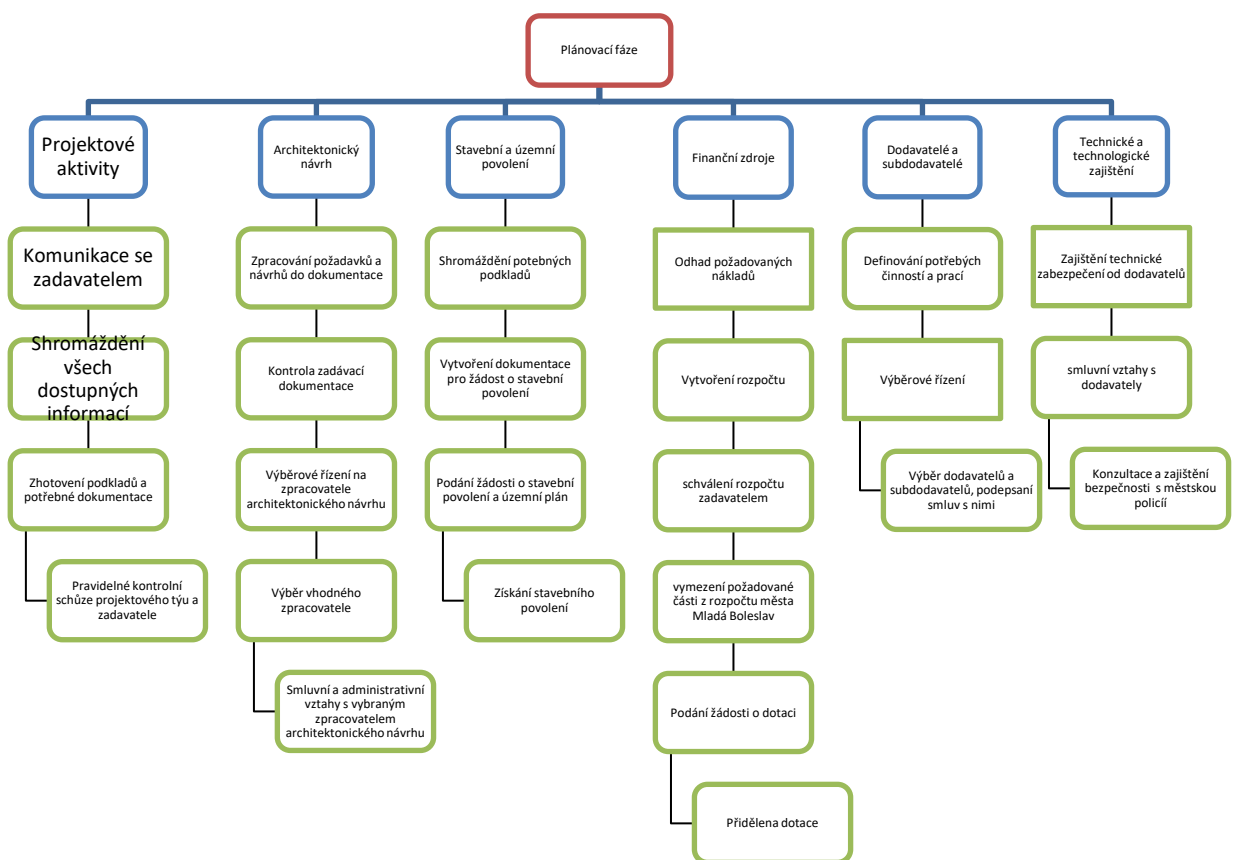 Plánovací fáze
Projektové
aktivity
Komunikace se
zadavatelem
Shromáždění
všech
dostupných
informací
Zhotovení podkladů a
potřebné dokumentace
Pravidelné kontrolní
schůze projektového týu a
zadavatele
Architektonický
návrh
Zpracování požadavků a
návrhů do dokumentace
Kontrola zadávací
dokumentace
Výběrové řízení na
zpracovatele
architektonického návrhu
Výběr vhodného
zpracovatele
Smluvní a administrativní
vztahy s vybraným
zpracovatelem
architektonického návrhu
Stavební a územní
povolení
Shromáždění potebných
podkladů
Vytvoření dokumentace
pro žádost o stavební
povolení
Podání žádosti o stavební
povolení a územní plán
Získání stavebního
povolení
Finanční zdroje
Odhad požadovaných
nákladů
Vytvoření rozpočtu
schválení rozpočtu
zadavatelem
vymezení požadované
části z rozpočtu města
Mladá Boleslav
Podání žádosti o dotaci
Přidělena dotace
Dodavatelé a
subdodavatelé
Definování potřebých
činností a prací
Výběrové řízení
Výběr dodavatelů a
subdodavatelů, podepsaní
smluv s nimi
Technické a
technologické
zajištění
Zajištění technické
zabezpečení od dodavatelů
smluvní vztahy s
dodavately
Konzultace a zajištění
bezpečnosti s městskou
policíí